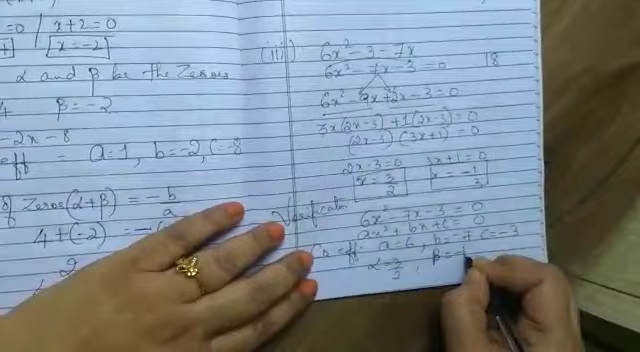 =0 / x+2=0
x=-2
α and β be the zeroes
4 β=-2
-2x-8
eff - a=1, b=-2, c=-8
of zeros(α+β) = -b/a
4+(-2) =
2
(iii) 6x²-3-7x
6x²-7x-3=0 18
6x²-9x+2x-3=0
3x(2x-3)+1(2x-3)=0
(2x-3) (3x+1)=0
2x-3=0 3x+1=0
x=3/2 x=-1/3
Verification
6x²-7x-3=0
ax²+bx+c=0
Co eff- a=6, b=-7 c=-3
α=3/2, β=-1